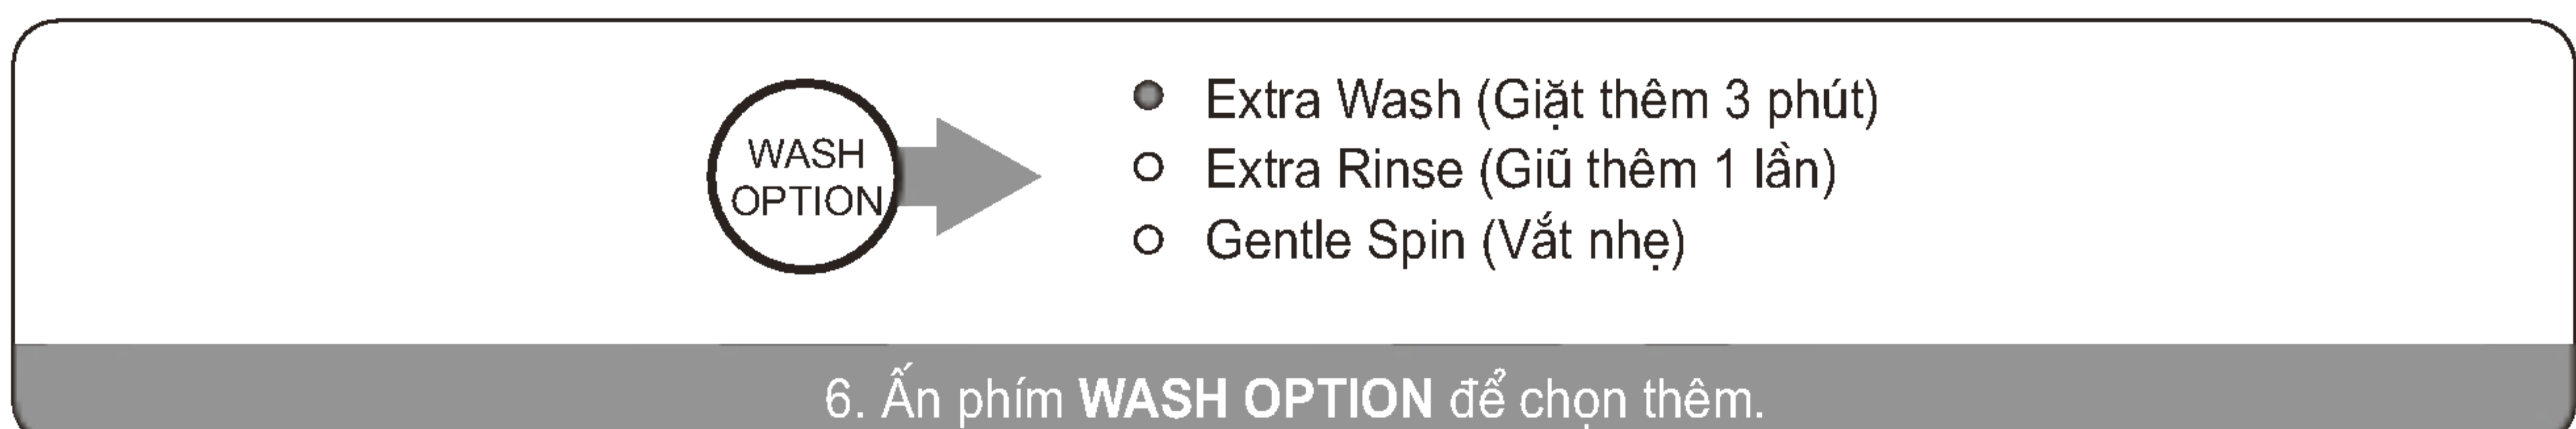 WASH
OPTION
Extra Wash (Giặt thêm 3 phút)
Extra Rinse (Giũ thêm 1 lần)
Gentle Spin (Vắt nhẹ)
6. Ấn phím WASH OPTION để chọn thêm.